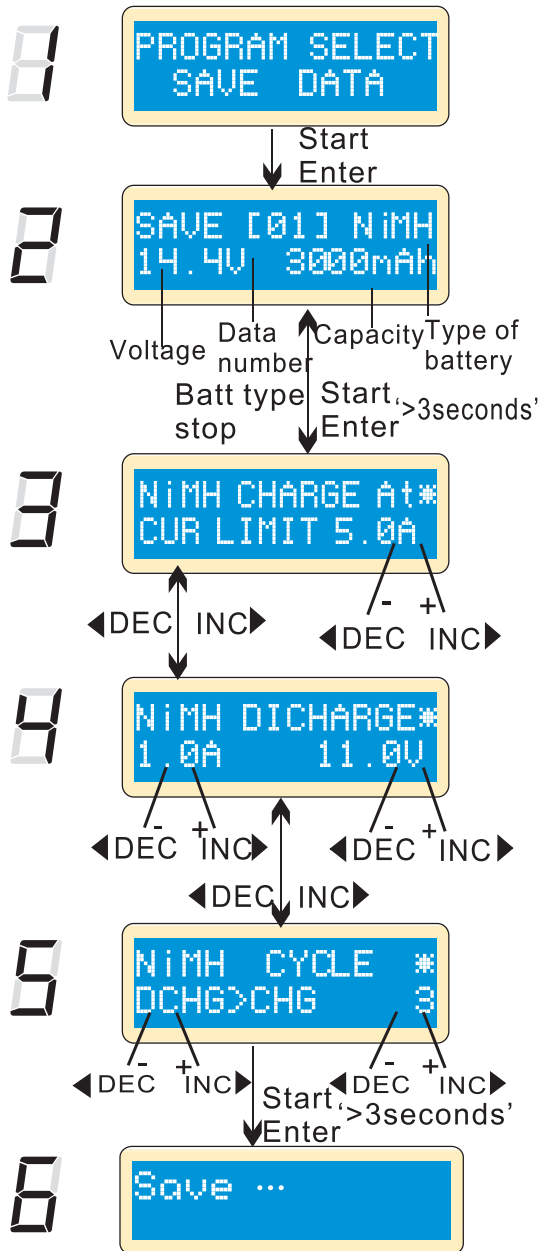 1
PROGRAM SELECT
SAVE DATA
Start
Enter
2
SAVE [01] NiMH
14.4V 3000mAh
Voltage
Data
number
Capacity
Type of
battery
Batt type
stop
Start
Enter
'>3seconds'
3
NiMH CHARGE At*
CUR LIMIT 5.0A
◀DEC INC▶
- +
◀DEC INC▶
4
NiMH DICHARGE*
1.0A 11.0V
- +
◀DEC INC▶
- +
◀DEC INC▶
◀DEC INC▶
5
NiMH CYCLE *
DCHG>CHG 3
- +
◀DEC INC▶
- +
◀DEC INC▶
Start
Enter
'>3seconds'
6
Save ...